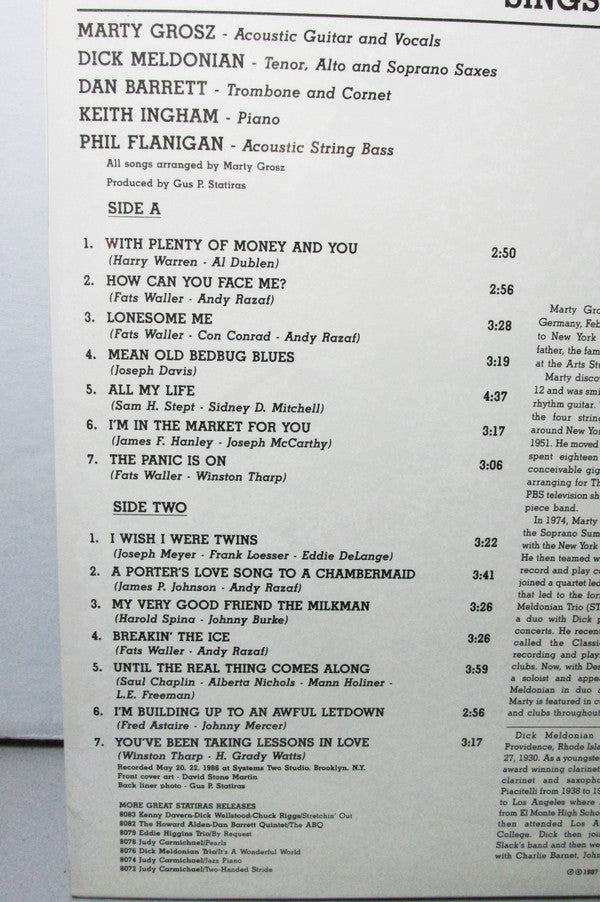 SINGS
MARTY GROSZ - Acoustic Guitar and Vocals
DICK MELDONIAN - Tenor, Alto and Soprano Saxes
DAN BARRETT - Trombone and Cornet
KEITH INGHAM - Piano
PHIL FLANIGAN - Acoustic String Bass
All songs arranged by Marty Grosz
Produced by Gus P. Statiras
SIDE A
1. WITH PLENTY OF MONEY AND YOU 2:50
(Harry Warren - Al Dublen)
2. HOW CAN YOU FACE ME? 2:56
(Fats Waller - Andy Razaf)
3. LONESOME ME 3:28
(Fats Waller - Con Conrad - Andy Razaf)
4. MEAN OLD BEDBUG BLUES 3:19
(Joseph Davis)
5. ALL MY LIFE 4:37
(Sam H. Stept - Sidney D. Mitchell)
6. I'M IN THE MARKET FOR YOU 3:17
(James F. Hanley - Joseph McCarthy)
7. THE PANIC IS ON 3:06
(Fats Waller - Winston Tharp)
SIDE TWO
1. I WISH I WERE TWINS 3:22
(Joseph Meyer - Frank Loesser - Eddie DeLange)
2. A PORTER'S LOVE SONG TO A CHAMBERMAID 3:41
(James P. Johnson - Andy Razaf)
3. MY VERY GOOD FRIEND THE MILKMAN 3:26
(Harold Spina - Johnny Burke)
4. BREAKIN' THE ICE 3:26
(Fats Waller - Andy Razaf)
5. UNTIL THE REAL THING COMES ALONG 3:59
(Saul Chaplin - Alberta Nichols - Mann Holiner -
L.E. Freeman)
6. I'M BUILDING UP TO AN AWFUL LETDOWN 2:56
(Fred Astaire - Johnny Mercer)
7. YOU'VE BEEN TAKING LESSONS IN LOVE 3:17
(Winston Tharp - H. Grady Watts)
Recorded May 20, 22, 1986 at Systems Two Studio, Brooklyn, N.Y.
Front cover art - David Stone Martin
Back liner photo - Gus P. Statiras
MORE GREAT STATIRAS RELEASES
8083 Kenny Davern-Dick Wellstood-Chuck Riggs/Stretchin' Out
8082 The Howard Alden-Dan Barrett Quintet/The ABQ
8079 Eddie Higgins Trio/By Request
8078 Judy Carmichael/Pearls
8076 Dick Meldonian Trio/It's A Wonderful World
8074 Judy Carmichael/Jazz Piano
8072 Judy Carmichael/Two-Handed Stride
Marty Gro
Germany, Feb
to New York
father, the fam
at the Arts Stu
Marty disco
12 and was smi
rhythm guitar.
the four strin
around New Yor
1951. He moved
spent eighteen
conceivable gig
arranging for Th
PBS television sh
piece band.
In 1974, Marty
the Soprano Sum
with the New York
He then teamed w
record and play co
joined a quartet led
that led to the for
Meldonian Trio (ST
a duo with Dick p
concerts. He recent
called the Classic
recording and play
clubs. Now, with Des
a soloist and appea
Meldonian in duo a
Marty is featured in c
and clubs throughout
Dick Meldonian
Providence, Rhode Isla
27, 1930. As a youngste
award winning clarinet
clarinet and saxopho
Piacitelli from 1938 to 19
to Los Angeles where
from El Monte High Schoo
then attended Los A
College. Dick then join
Slack's band and then we
with Charlie Barnet, John
℗©1987